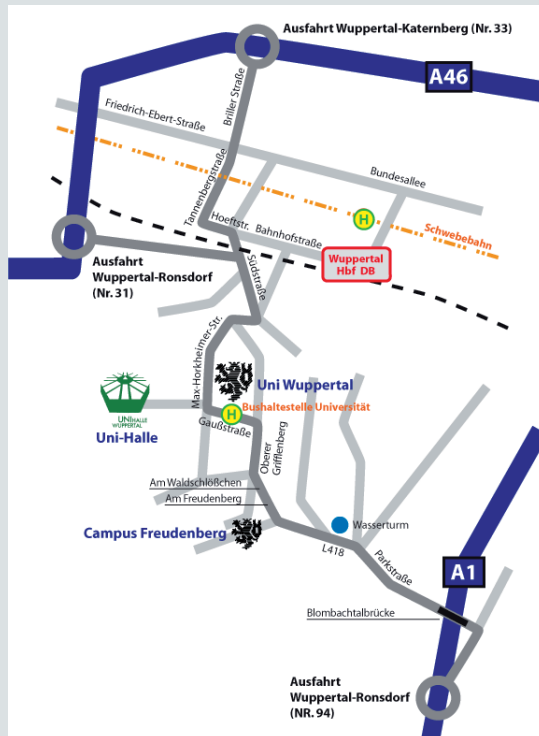 Ausfahrt Wuppertal-Katernberg (Nr. 33)
A46
Friedrich-Ebert-Straße
Briller Straße
Bundesallee
Tannenbergstraße
H
Schwebebahn
Hoeftstr. Bahnhofstraße
Wuppertal
Hbf DB
Ausfahrt
Wuppertal-Ronsdorf
(Nr. 31)
Südstraße
Max-Horkheimer-Str.
UNIHALLE
WUPPERTAL
Uni-Halle
Uni Wuppertal
H
Bushaltestelle Universität
Gaußstraße
Oberer
Grifflenberg
Am Waldschlößchen
Am Freudenberg
Campus Freudenberg
Wasserturm
L418
Parkstraße
A1
Blombachtalbrücke
Ausfahrt
Wuppertal-Ronsdorf
(NR. 94)